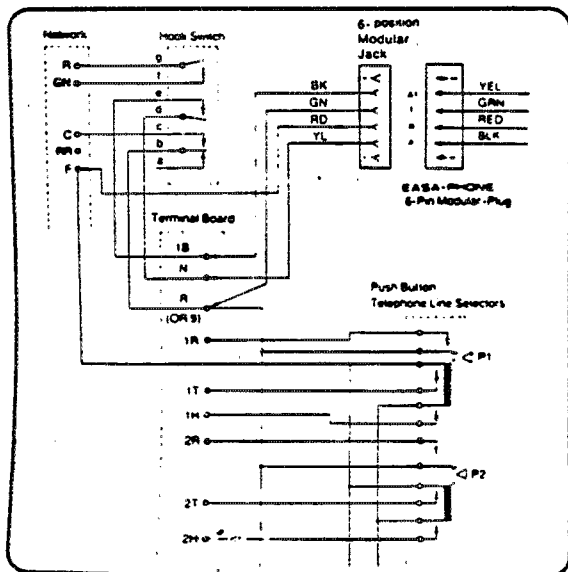 Network
Hook Switch
6-position
Modular
Jack
R
GN
C
RR
F
g
f
e
d
c
b
a
BK
GN
RD
YL
YEL
GRN
RED
BLK
EASA-PHONE
6-Pin Modular-Plug
Terminal Board
1B
N
R
(OR 9)
Push Button
Telephone Line Selectors
1R
1T
1H
2R
2T
2H
P1
P2